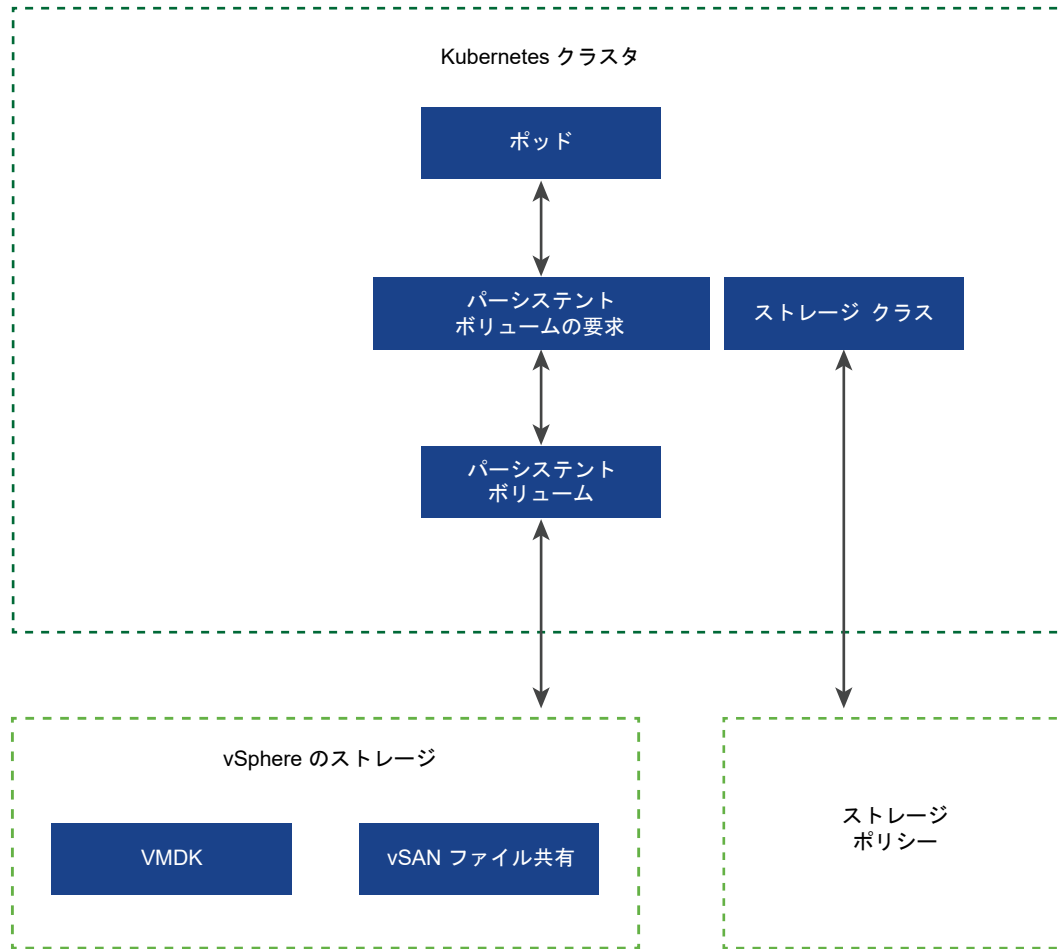 Kubernetes クラスタ
ポッド
パーシステント
ボリュームの要求
ストレージ クラス
パーシステント
ボリューム
vSphere のストレージ
VMDK
vSAN ファイル共有
ストレージ
ポリシー